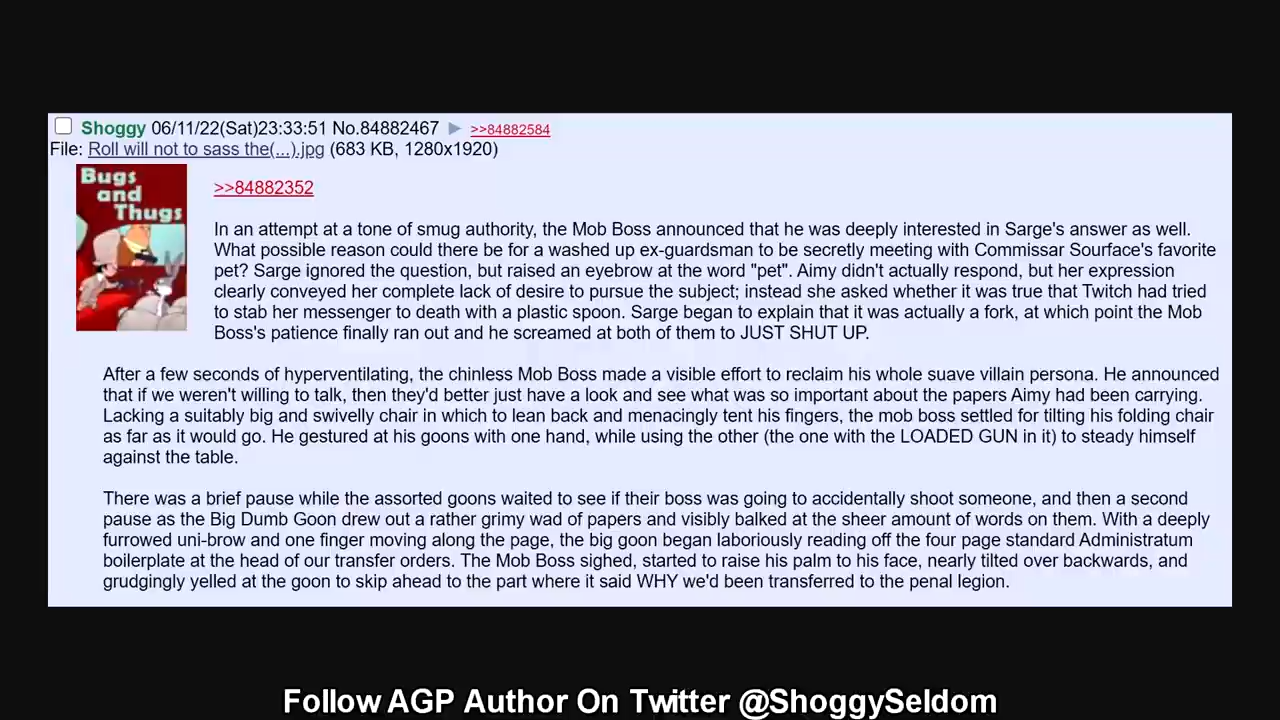 Shoggy 06/11/22(Sat)23:33:51 No.84882467 ▶ >>84882584
File: Roll will not to sass the(...).jpg (683 KB, 1280x1920)
Bugs
and
Thugs
>>84882352
In an attempt at a tone of smug authority, the Mob Boss announced that he was deeply interested in Sarge's answer as well.
What possible reason could there be for a washed up ex-guardsman to be secretly meeting with Commissar Sourface's favorite
pet? Sarge ignored the question, but raised an eyebrow at the word "pet". Aimy didn't actually respond, but her expression
clearly conveyed her complete lack of desire to pursue the subject; instead she asked whether it was true that Twitch had tried
to stab her messenger to death with a plastic spoon. Sarge began to explain that it was actually a fork, at which point the Mob
Boss's patience finally ran out and he screamed at both of them to JUST SHUT UP.
After a few seconds of hyperventilating, the chinless Mob Boss made a visible effort to reclaim his whole suave villain persona. He announced
that if we weren't willing to talk, then they'd better just have a look and see what was so important about the papers Aimy had been carrying.
Lacking a suitably big and swivelly chair in which to lean back and menacingly tent his fingers, the mob boss settled for tilting his folding chair
as far as it would go. He gestured at his goons with one hand, while using the other (the one with the LOADED GUN in it) to steady himself
against the table.
There was a brief pause while the assorted goons waited to see if their boss was going to accidentally shoot someone, and then a second
pause as the Big Dumb Goon drew out a rather grimy wad of papers and visibly balked at the sheer amount of words on them. With a deeply
furrowed uni-brow and one finger moving along the page, the big goon began laboriously reading off the four page standard Administratum
boilerplate at the head of our transfer orders. The Mob Boss sighed, started to raise his palm to his face, nearly tilted over backwards, and
grudgingly yelled at the goon to skip ahead to the part where it said WHY we'd been transferred to the penal legion.
Follow AGP Author On Twitter @ShoggySeldom